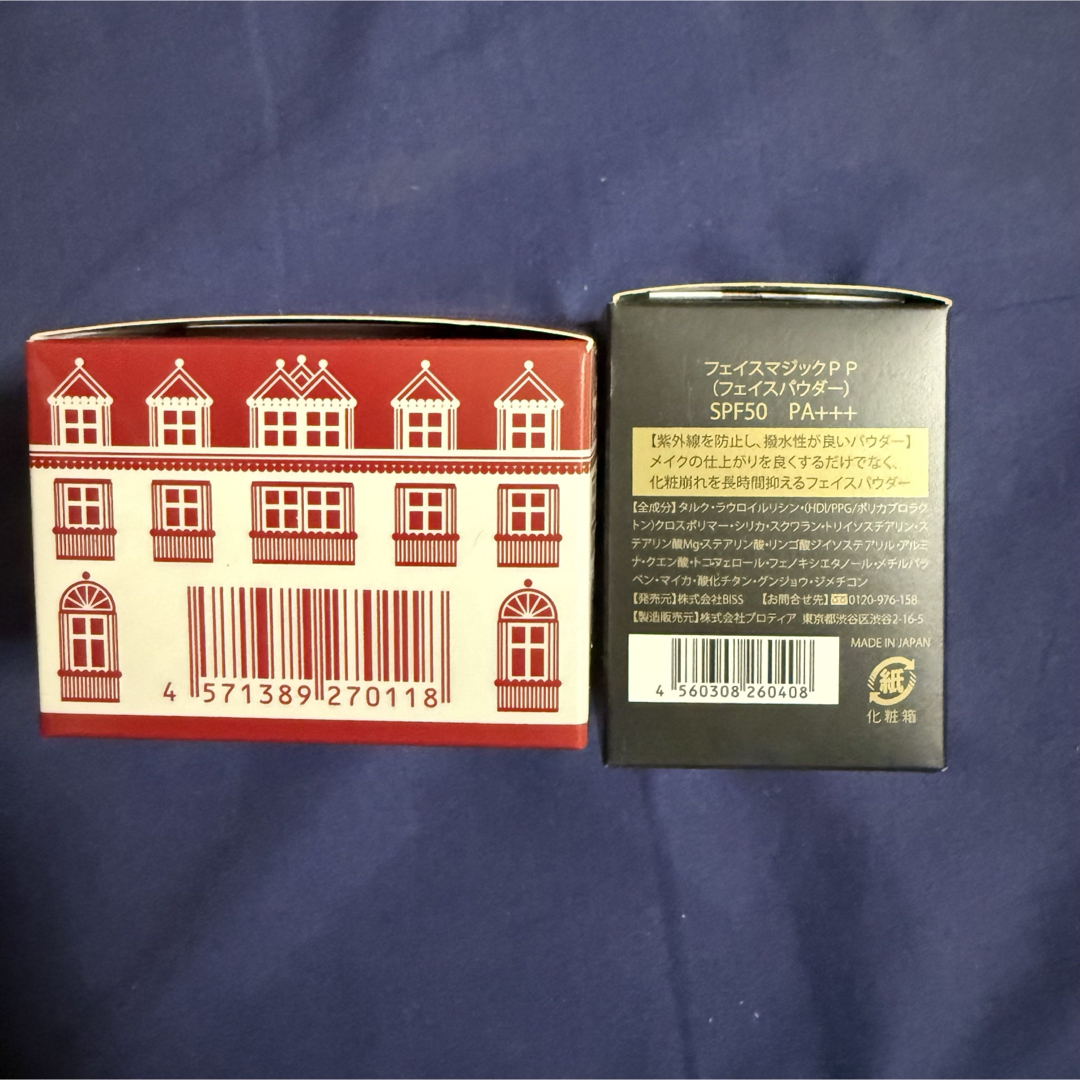 4 571389 270118
フェイスマジックＰＰ
（フェイスパウダー）
SPF50 PA+++
【紫外線を防止し、撥水性が良いパウダー】
メイクの仕上がりを良くするだけでなく、
化粧崩れを長時間抑えるフェイスパウダー
【全成分】タルク・ラウロイルリシン・(HDI/PPG/ポリカプロラク
トン)クロスポリマー・シリカ・スクワラン・トリイソステアリン・ス
テアリン酸Mg・ステアリン酸・リンゴ酸ジイソステアリル・アルミ
ナ・クエン酸・トコフェロール・フェノキシエタノール・メチルパラ
ベン・マイカ・酸化チタン・グンジョウ・ジメチコン
【発売元】株式会社BISS 【お問合せ先】0120-976-158
【製造販売元】株式会社プロティア 東京都渋谷区渋谷2-16-5
MADE IN JAPAN
4 560308 260408
紙
化粧箱